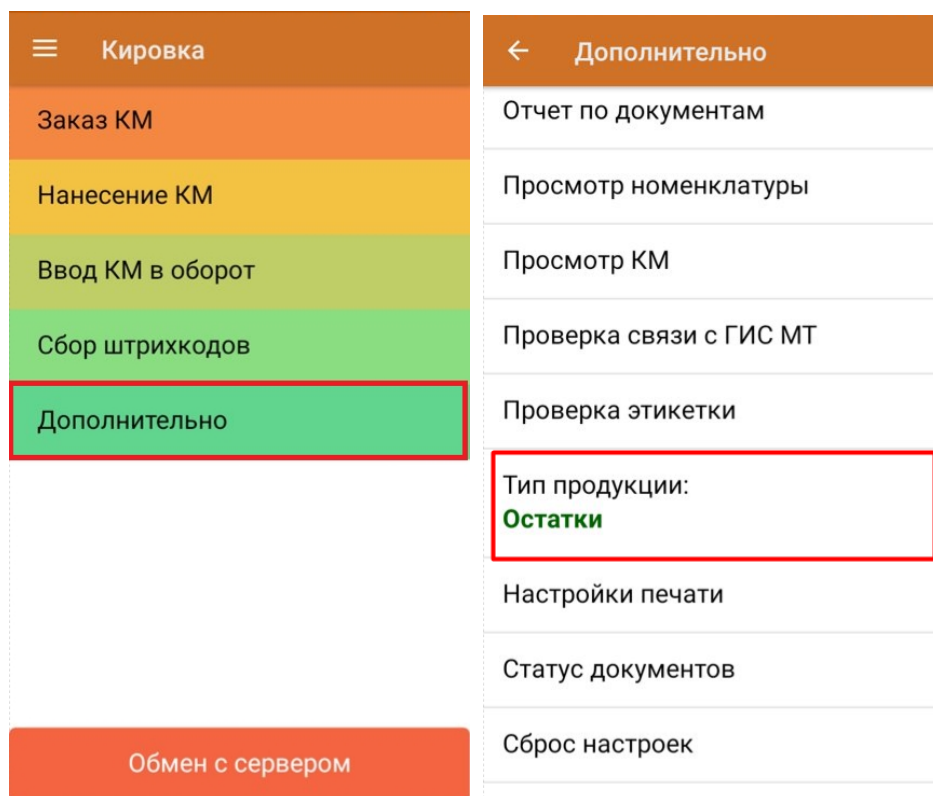 Кировка
Заказ КМ
Нанесение КМ
Ввод КМ в оборот
Сбор штрихкодов
Дополнительно
Обмен с сервером
Дополнительно
Отчет по документам
Просмотр номенклатуры
Просмотр КМ
Проверка связи с ГИС МТ
Проверка этикетки
Тип продукции:
Остатки
Настройки печати
Статус документов
Сброс настроек